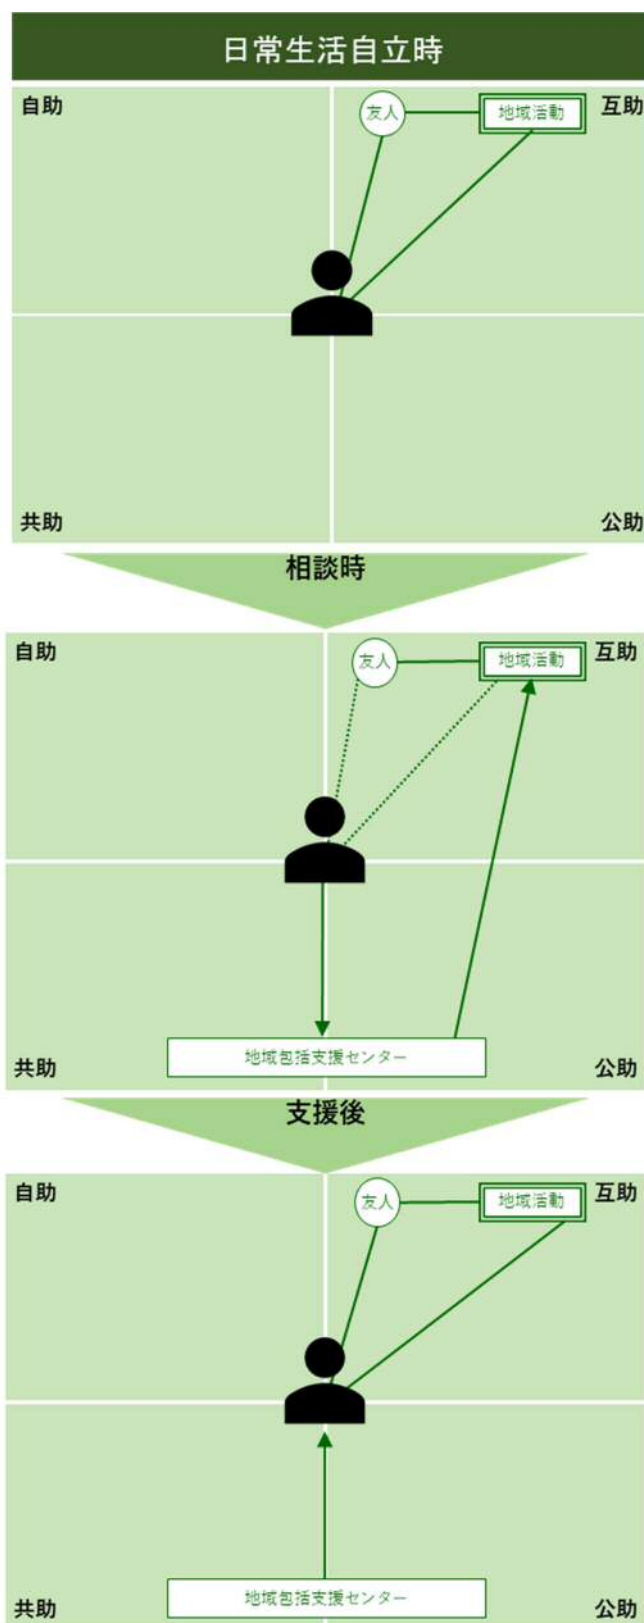 日常生活自立時
自助
友人
地域活動
互助
共助
公助
相談時
自助
友人
地域活動
互助
地域包括支援センター
共助
公助
支援後
自助
友人
地域活動
互助
地域包括支援センター
共助
公助